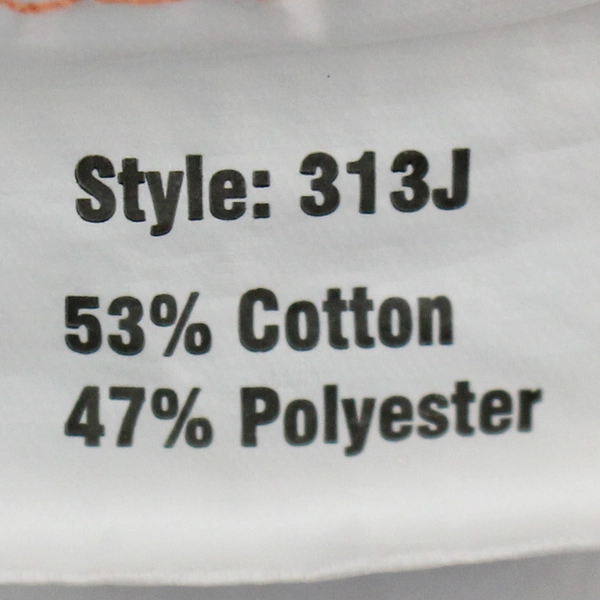 Style: 313J
53% Cotton
47% Polyester